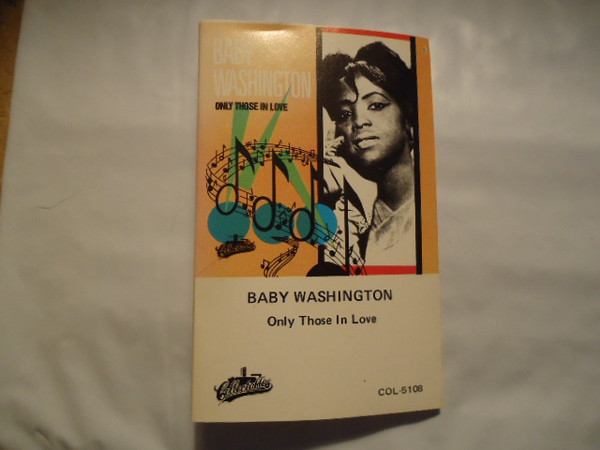 BABY
WASHINGTON
ONLY THOSE IN LOVE
BABY WASHINGTON
Only Those In Love
Collectables
COL-5108